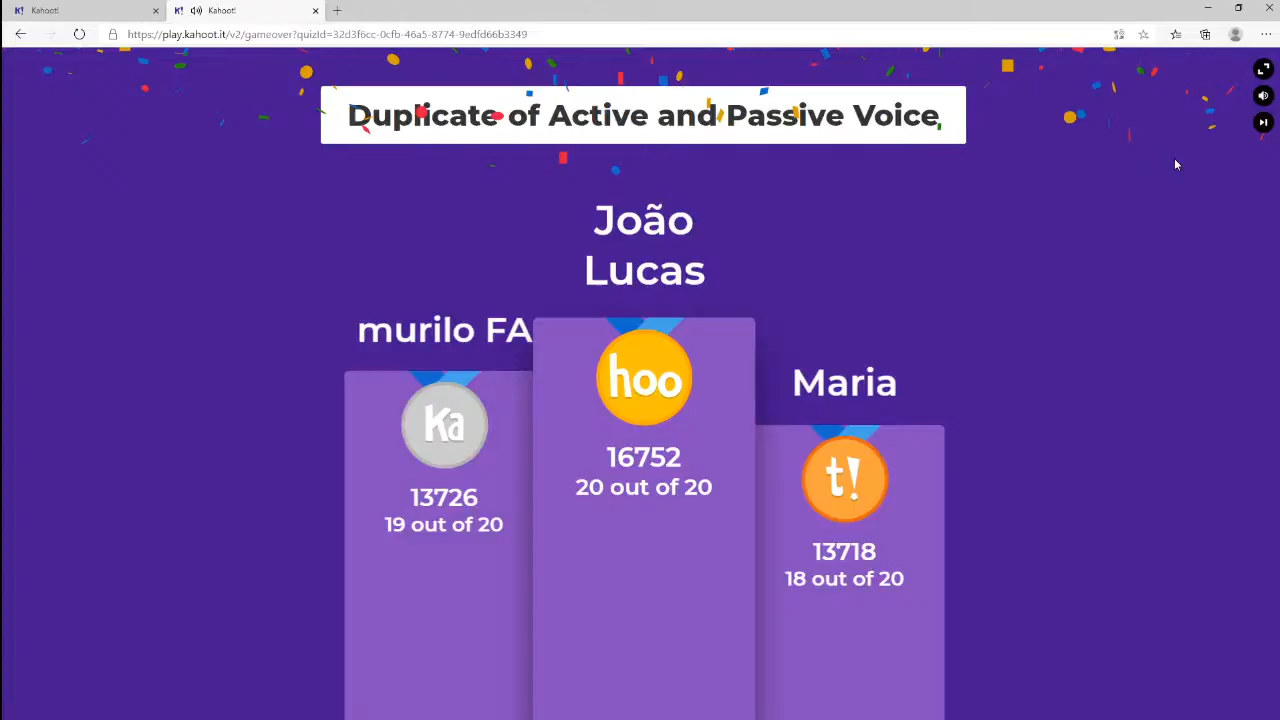 Kahoot!
Kahoot!
https://play.kahoot.it/v2/gameover?quizId=32d3f6cc-0cfb-46a5-8774-9edfd66b3349
Duplicate of Active and Passive Voice
João
Lucas
murilo FA
Maria
hoo
Ka
t!
16752
20 out of 20
13726
19 out of 20
13718
18 out of 20